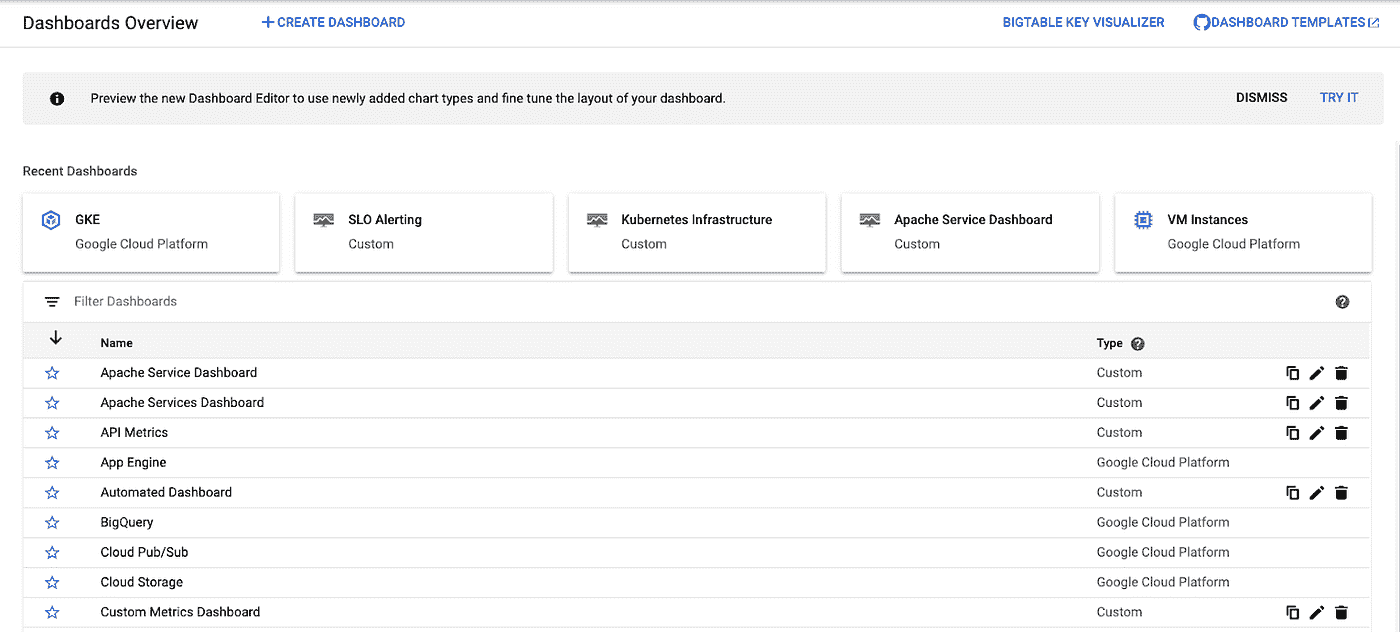 Dashboards Overview
CREATE DASHBOARD
BIGTABLE KEY VISUALIZER
DASHBOARD TEMPLATES
Preview the new Dashboard Editor to use newly added chart types and fine tune the layout of your dashboard.
DISMISS
TRY IT
Recent Dashboards
GKE
Google Cloud Platform
SLO Alerting
Custom
Kubernetes Infrastructure
Custom
Apache Service Dashboard
Custom
VM Instances
Google Cloud Platform
Filter Dashboards
Name Type
Apache Service Dashboard Custom
Apache Services Dashboard Custom
API Metrics Custom
App Engine Google Cloud Platform
Automated Dashboard Custom
BigQuery Google Cloud Platform
Cloud Pub/Sub Google Cloud Platform
Cloud Storage Google Cloud Platform
Custom Metrics Dashboard Custom